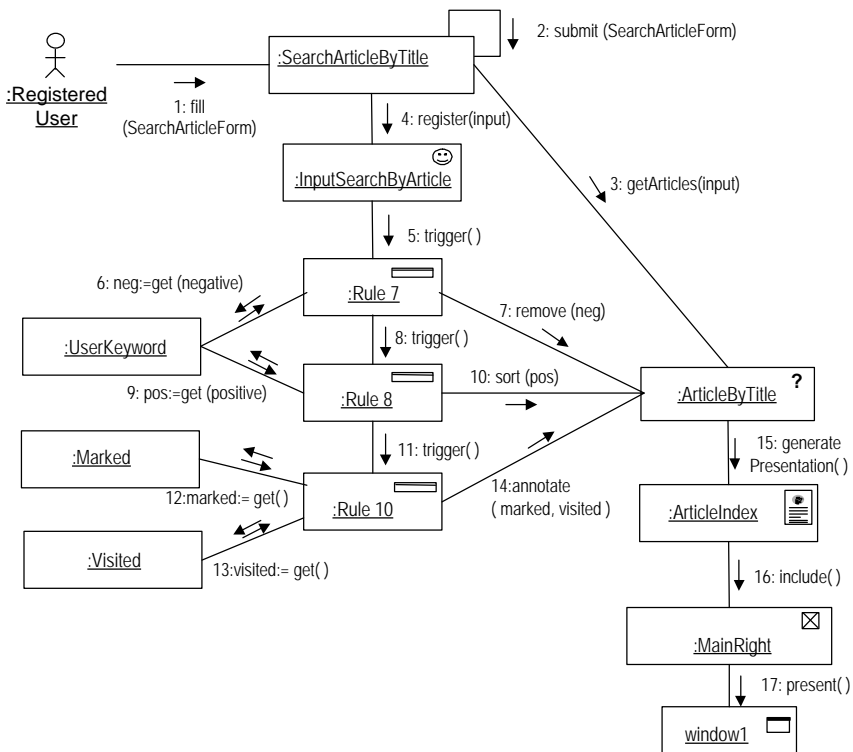 2: submit (SearchArticleForm)
:SearchArticleByTitle
:Registered
User
1: fill
(SearchArticleForm)
4: register(input)
:InputSearchByArticle
3: getArticles(input)
5: trigger( )
6: neg:=get (negative)
:Rule 7
7: remove (neg)
:UserKeyword
8: trigger( )
9: pos:=get (positive)
10: sort (pos)
:Rule 8
?
:ArticleByTitle
11: trigger( )
:Marked
15: generate
Presentation( )
12:marked:= get( )
14:annotate
( marked, visited )
:Rule 10
:ArticleIndex
:Visited
13:visited:= get( )
16: include( )
:MainRight
17: present( )
window1